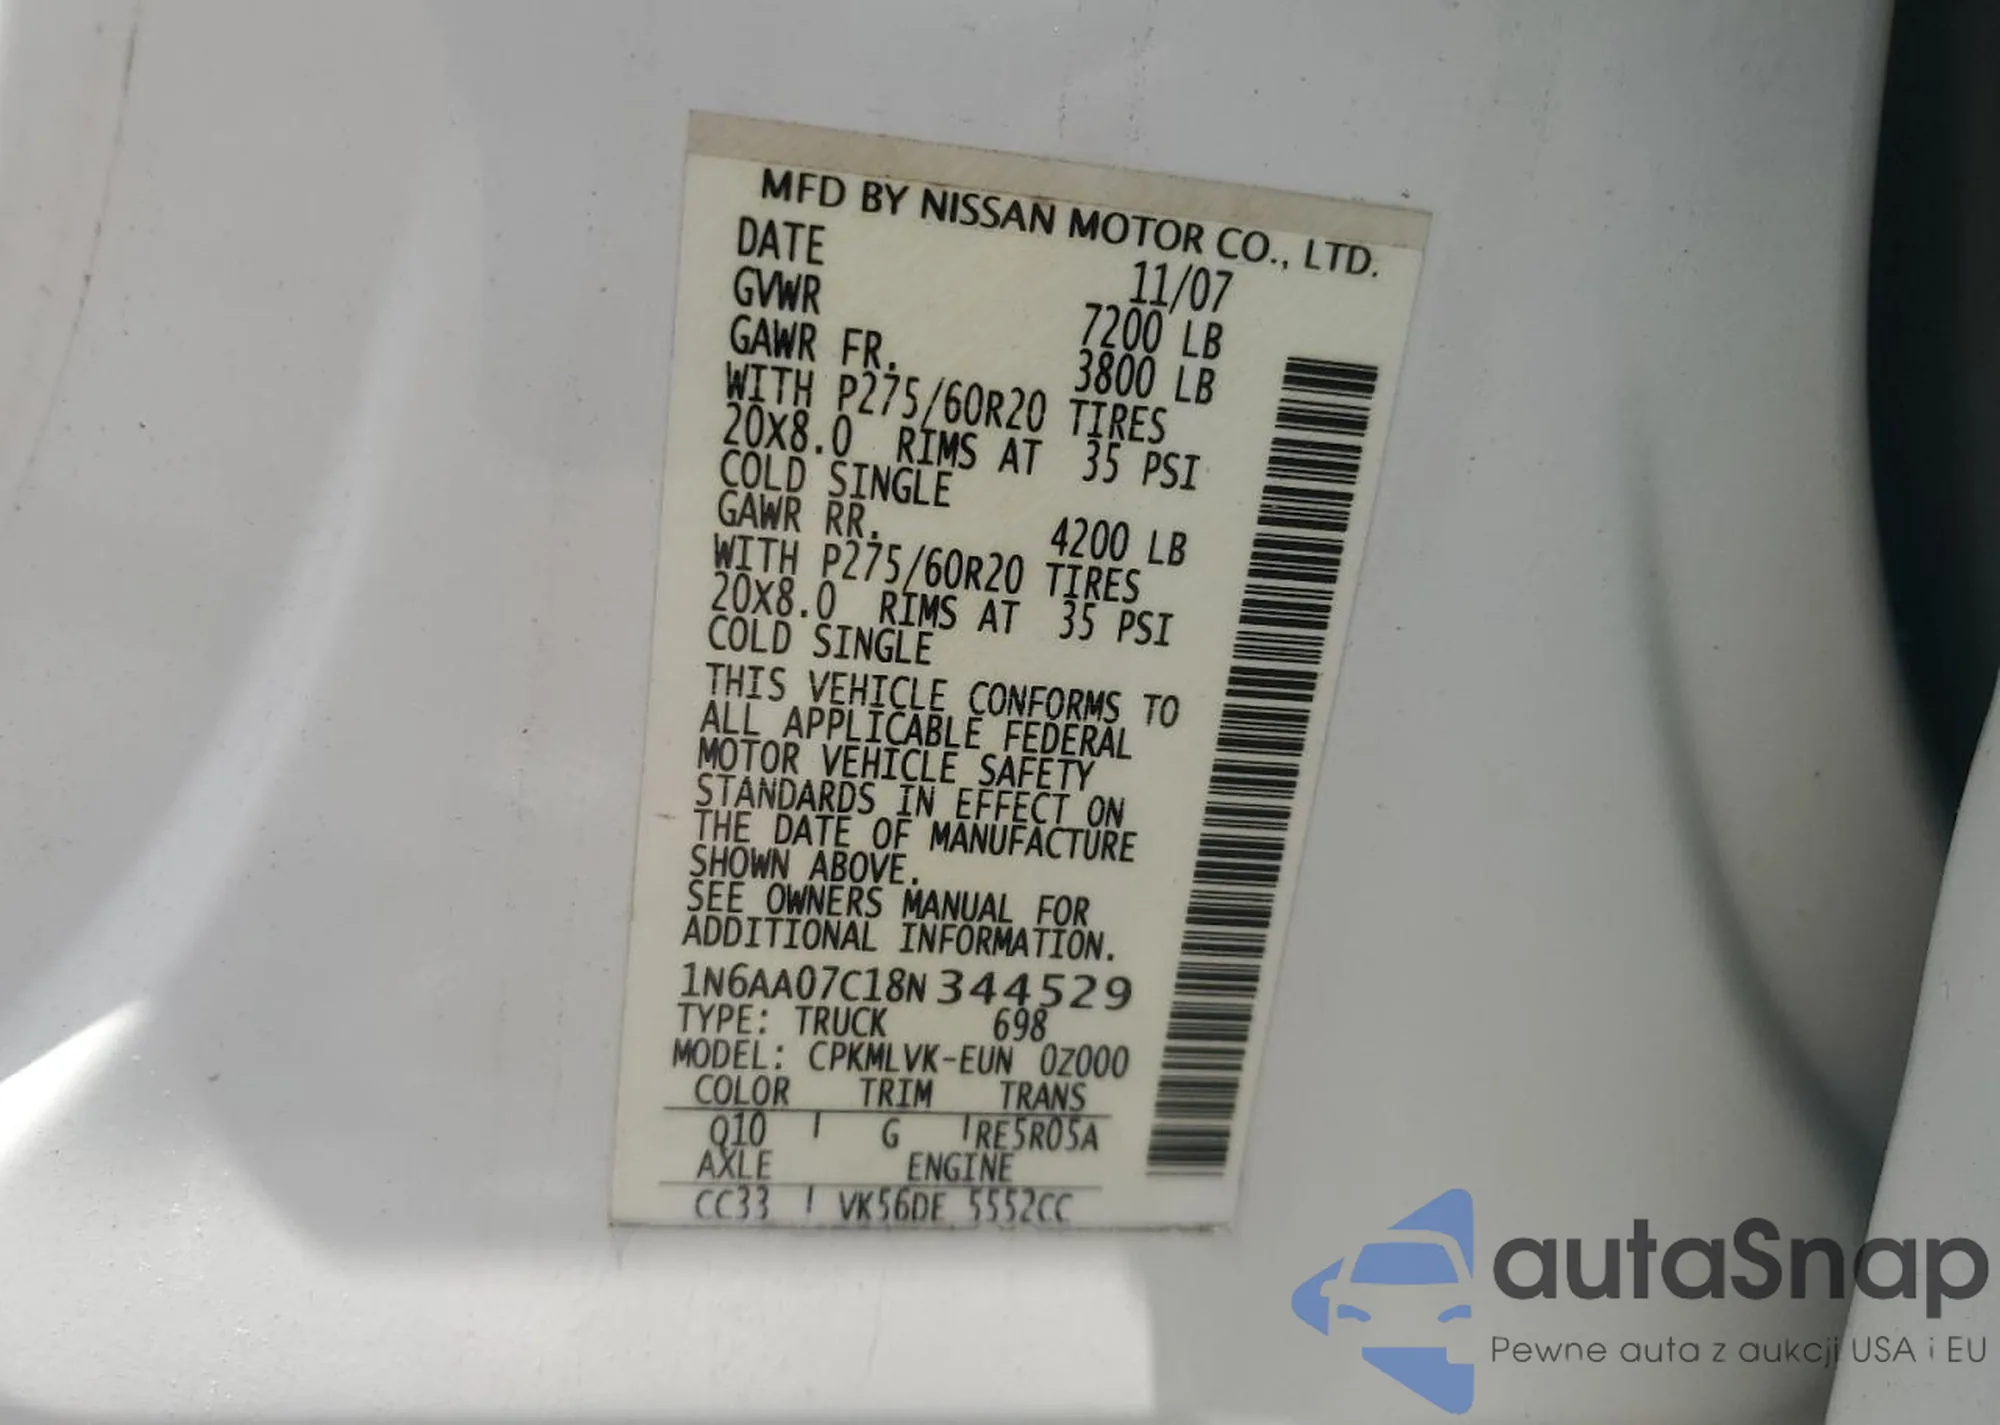 MFD BY NISSAN MOTOR CO., LTD.
DATE 11/07
GVWR 7200 LB
GAWR FR. 3800 LB
WITH P275/60R20 TIRES
20X8.0 RIMS AT 35 PSI
COLD SINGLE
GAWR RR. 4200 LB
WITH P275/60R20 TIRES
20X8.0 RIMS AT 35 PSI
COLD SINGLE
THIS VEHICLE CONFORMS TO
ALL APPLICABLE FEDERAL
MOTOR VEHICLE SAFETY
STANDARDS IN EFFECT ON
THE DATE OF MANUFACTURE
SHOWN ABOVE.
SEE OWNERS MANUAL FOR
ADDITIONAL INFORMATION.
1N6AA07C18N344529
TYPE: TRUCK 698
MODEL: CPKMLVK-EUN 0Z000
COLOR TRIM TRANS
Q10 G RE5R05A
AXLE ENGINE
CC33 VK56DE 5552CC
autaSnap
Pewne auta z aukcji USA i EU